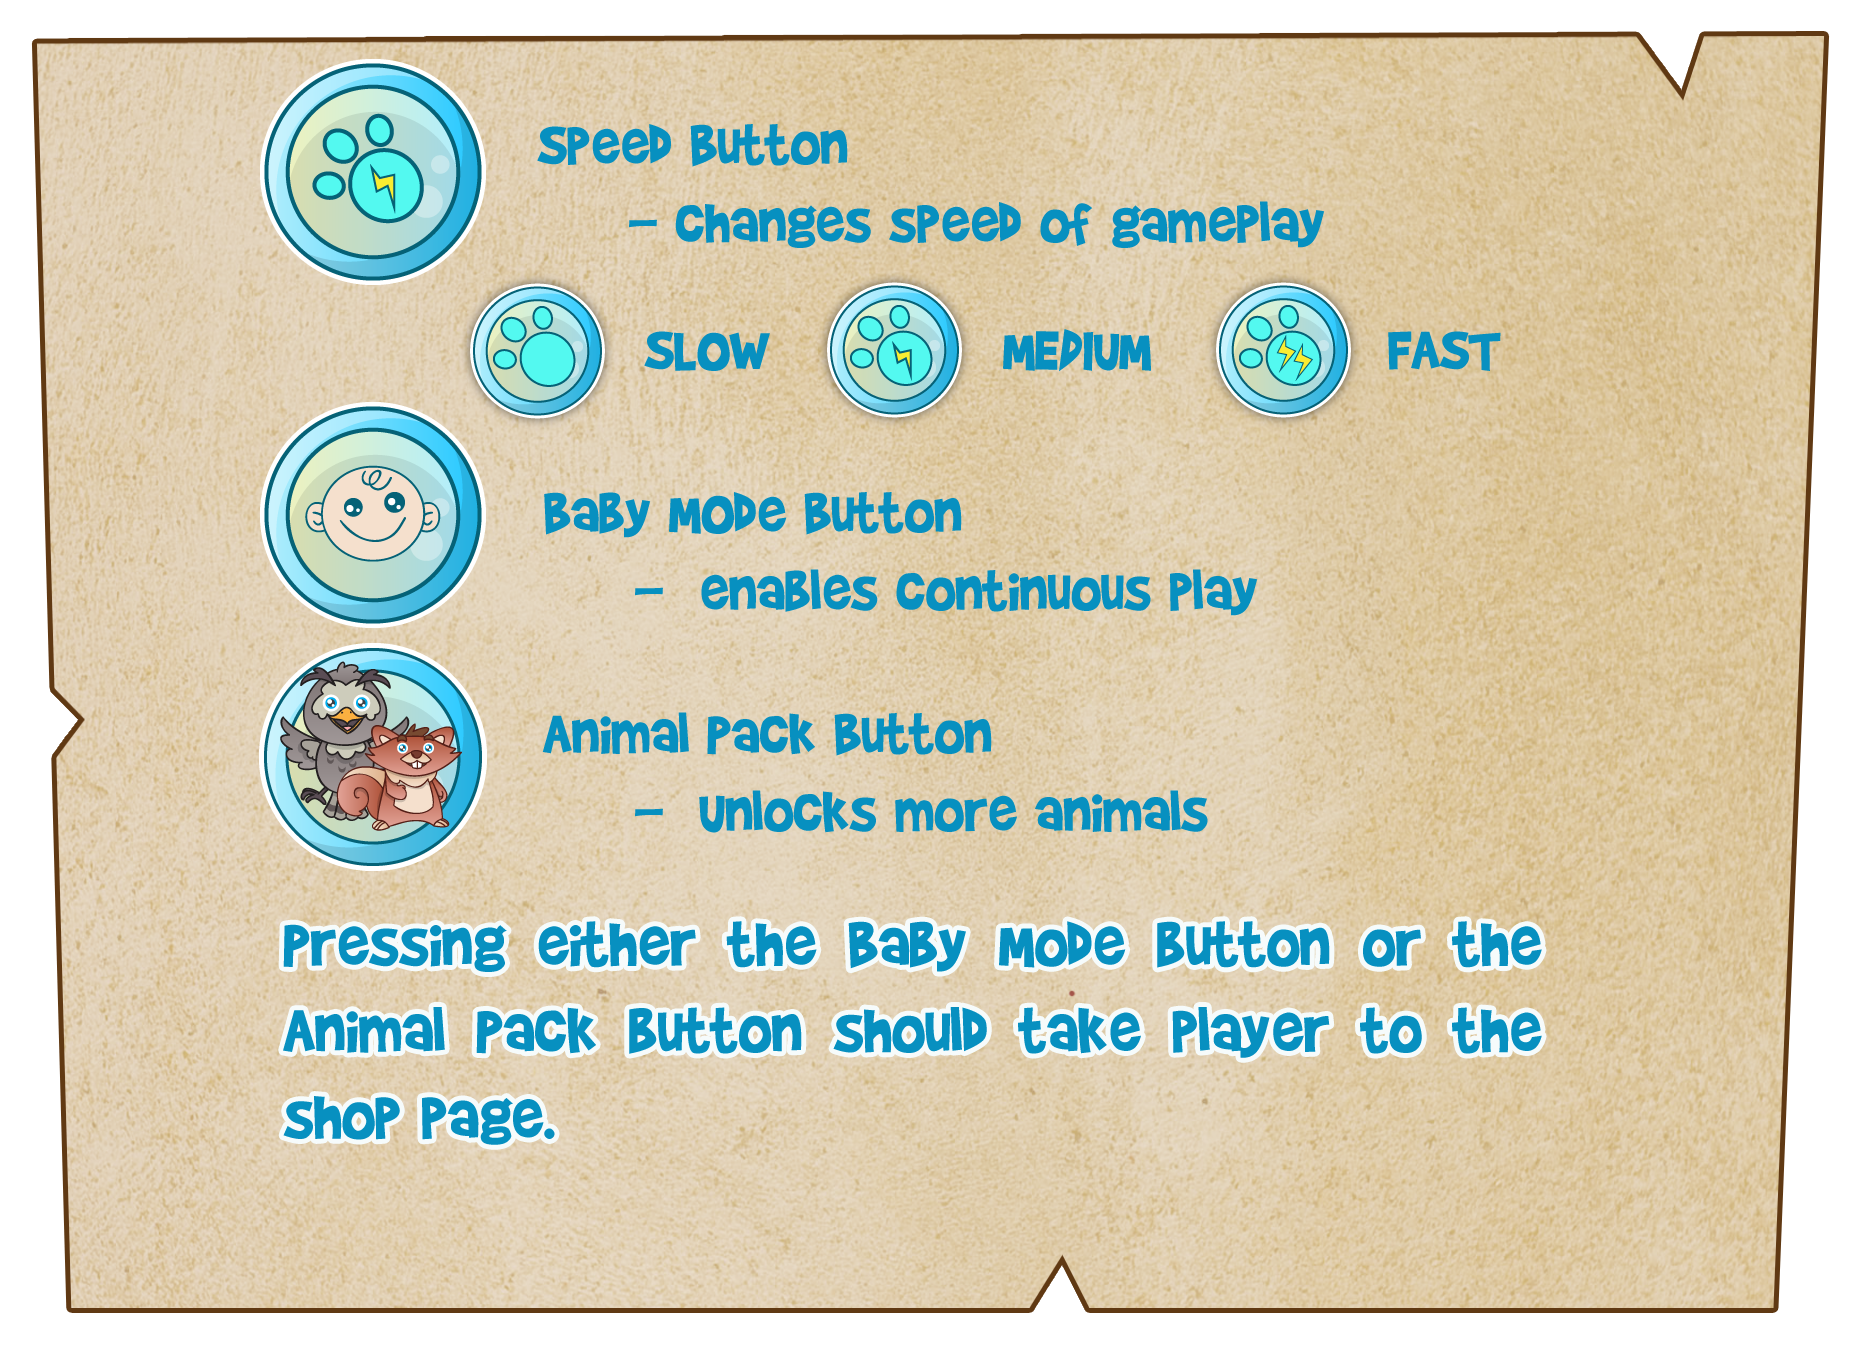 Speed Button
- Changes speed of gameplay
SLOW MEDIUM FAST
Baby Mode Button
- enables continuous play
Animal Pack Button
- unlocks more animals
Pressing either the Baby Mode Button or the
Animal Pack Button should take player to the
shop page.